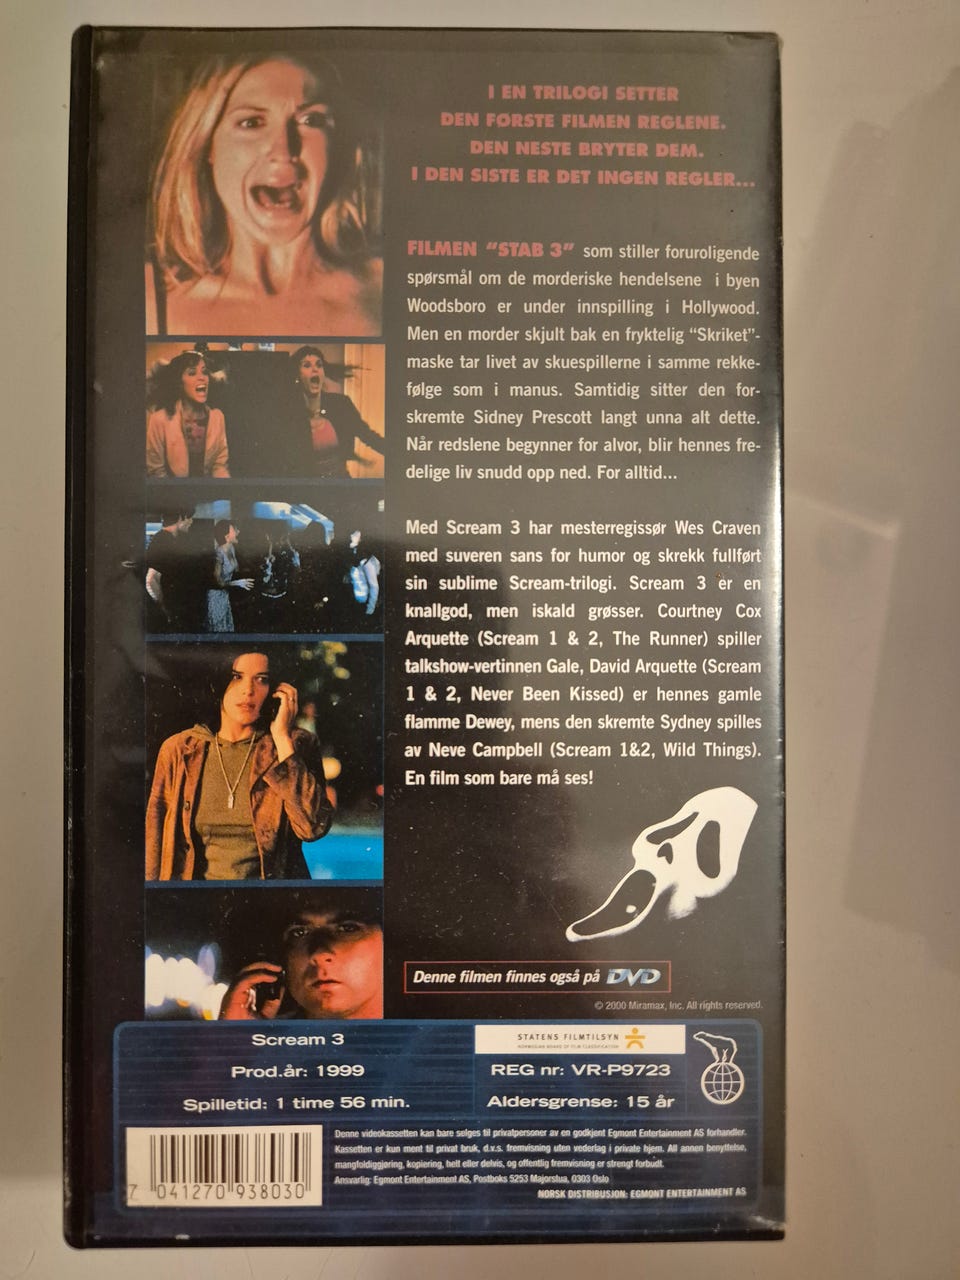 I EN TRILOGI SETTER
DEN FØRSTE FILMEN REGLENE.
DEN NESTE BRYTER DEM.
I DEN SISTE ER DET INGEN REGLER...
FILMEN "STAB 3" som stiller foruroligende
spørsmål om de morderiske hendelsene i byen
Woodsboro er under innspilling i Hollywood.
Men en morder skjult bak en fryktelig "Skriket"-
maske tar livet av skuespillerne i samme rekke-
følge som i manus. Samtidig sitter den for-
skremte Sidney Prescott langt unna alt dette.
Når redslene begynner for alvor, blir hennes fre-
delige liv snudd opp ned. For alltid...
Med Scream 3 har mesterregissør Wes Craven
med suveren sans for humor og skrekk fullført
sin sublime Scream-trilogi. Scream 3 er en
knallgod, men iskald grøsser. Courtney Cox
Arquette (Scream 1 & 2, The Runner) spiller
talkshow-vertinnen Gale, David Arquette (Scream
1 & 2, Never Been Kissed) er hennes gamle
flamme Dewey, mens den skremte Sydney spilles
av Neve Campbell (Scream 1&2, Wild Things).
En film som bare må ses!
Denne filmen finnes også på DVD
© 2000 Miramax, Inc. All rights reserved.
Scream 3
Prod.år: 1999
Spilletid: 1 time 56 min.
STATENS FILMTILSYN
NORWEGIAN BOARD OF FILM CLASSIFICATION
REG nr: VR-P9723
Aldersgrense: 15 år
7 041270 938030
Denne videokassetten kan bare selges til privatpersoner av en godkjent Egmont Entertainment AS forhandler.
Kassetten er kun ment til privat bruk, d.v.s. fremvisning uten vederlag i private hjem. All annen benyttelse,
mangfoldiggjøring, kopiering, helt eller delvis, og offentlig fremvisning er strengt forbudt.
Ansvarlig: Egmont Entertainment AS, Postboks 5253 Majorstua, 0303 Oslo
NORSK DISTRIBUSJON: EGMONT ENTERTAINMENT AS